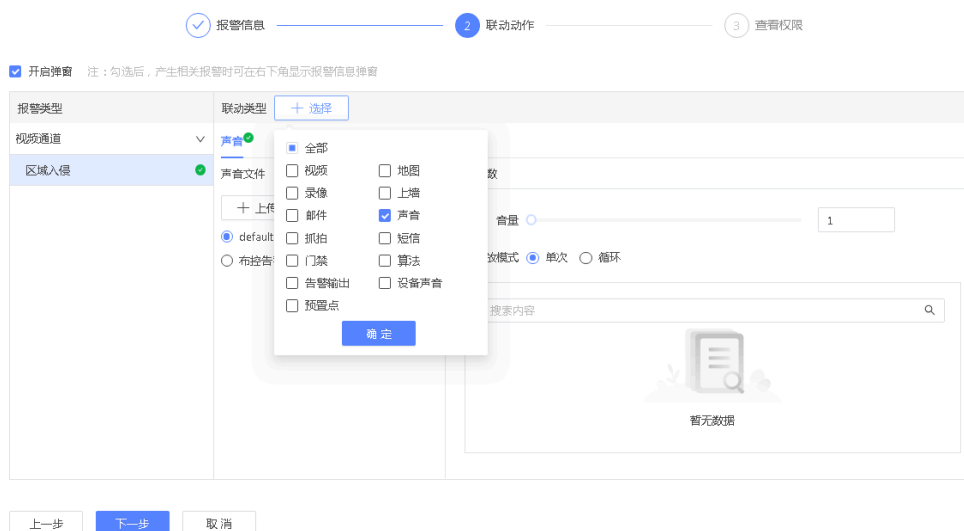 报警信息
2 联动动作
3 查看权限
开启弹窗 注：勾选后，产生相关报警时可在右下角显示报警信息弹窗
报警类型
联动类型 选择
视频通道
声音
区域入侵
声音文件
上传
default
布控告
全部
视频 地图
录像 上墙
邮件 声音
抓拍 短信
门禁 算法
告警输出 设备声音
预置点
确定
数
音量 1
放模式 单次 循环
搜索内容
暂无数据
上一步 下一步 取消